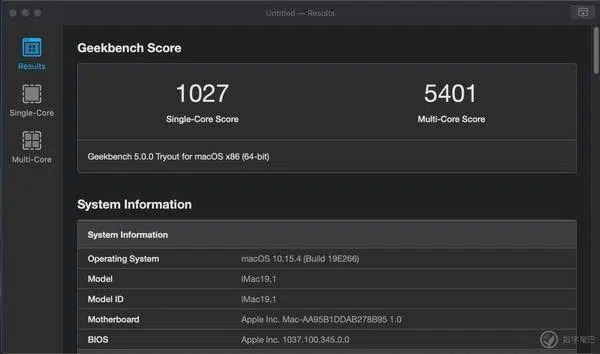 Untitled — Results
Results
Single-Core
Multi-Core
Geekbench Score
1027
Single-Core Score
5401
Multi-Core Score
Geekbench 5.0.0 Tryout for macOS x86 (64-bit)
System Information
System Information
Operating System macOS 10.15.4 (Build 19E266)
Model iMac19,1
Model ID iMac19,1
Motherboard Apple Inc. Mac-AA95B1DDAB278B95 1.0
BIOS Apple Inc. 1037.100.345.0.0
数字尾巴